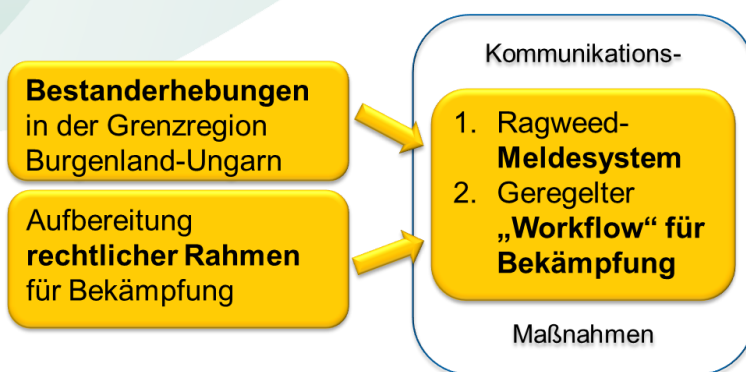 Bestanderhebungen
in der Grenzregion
Burgenland-Ungarn
Aufbereitung
rechtlicher Rahmen
für Bekämpfung
Kommunikations-
1. Ragweed-
Meldesystem
2. Geregelter
„Workflow“ für
Bekämpfung
Maßnahmen